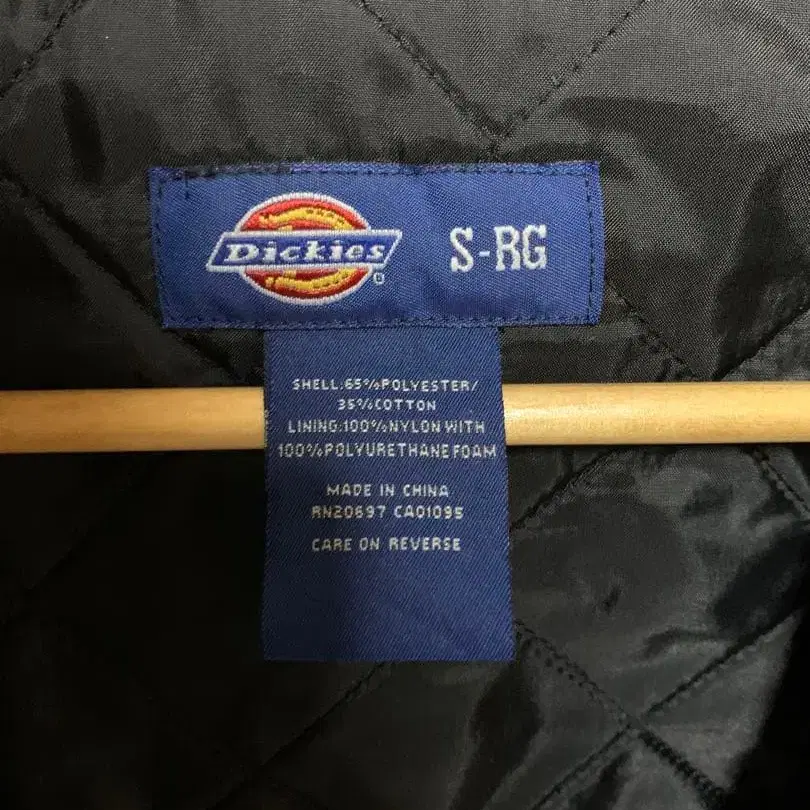 Dickies
S-RG
SHELL:65%POLYESTER/
35%COTTON
LINING:100%NYLON WITH
100%POLYURETHANE FOAM
MADE IN CHINA
RN20697 CA01095
CARE ON REVERSE